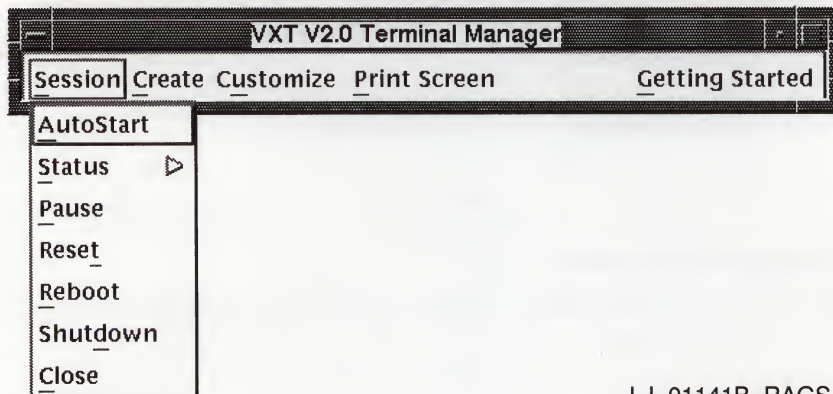 VXT V2.0 Terminal Manager
Session Create Customize Print Screen Getting Started
AutoStart
Status
Pause
Reset
Reboot
Shutdown
Close